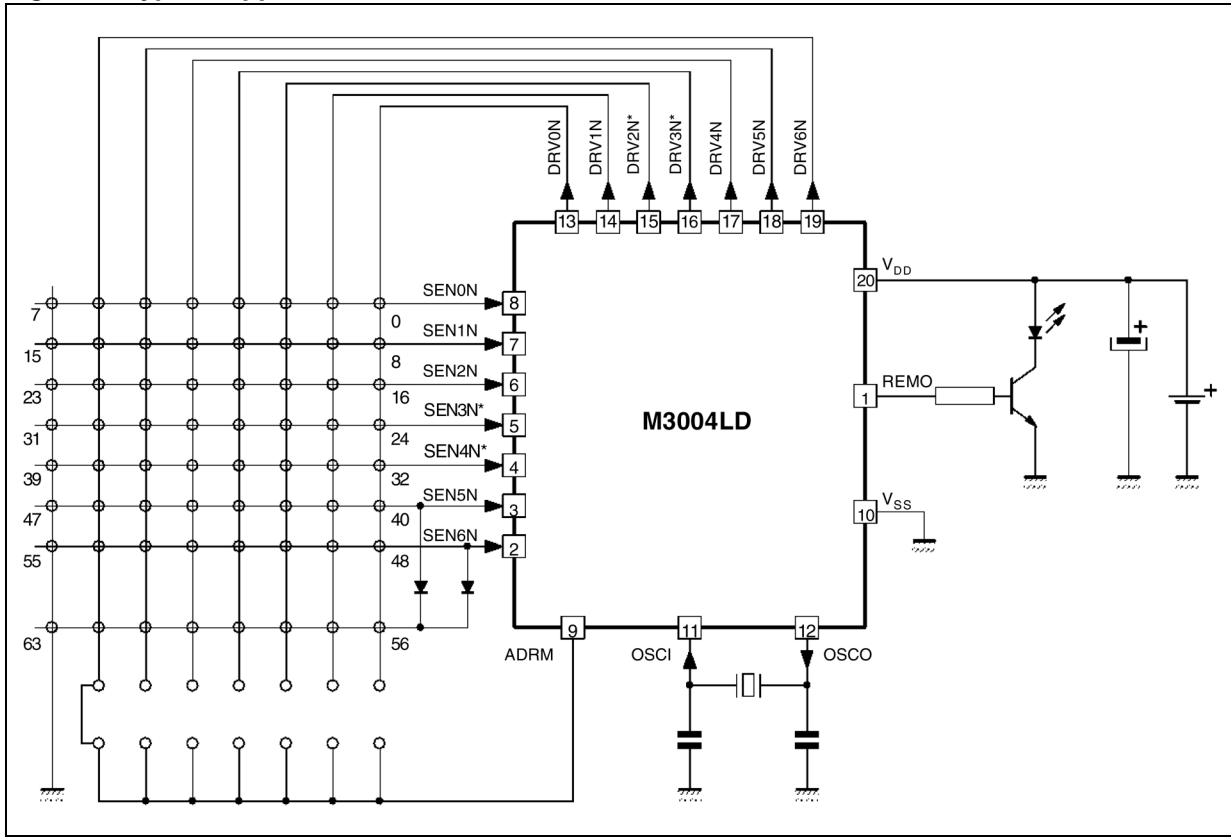 DRV0N
DRV1N
DRV2N*
DRV3N*
DRV4N
DRV5N
DRV6N
13
14
15
16
17
18
19
VDD
20
SEN0N
8
7
0
SEN1N
7
15
8
SEN2N
6
23
16
SEN3N*
5
31
24
SEN4N*
4
39
32
SEN5N
3
47
40
SEN6N
2
55
48
63
56
M3004LD
REMO
1
+
+
VSS
10
9
11
12
ADRM
OSCI
OSCO